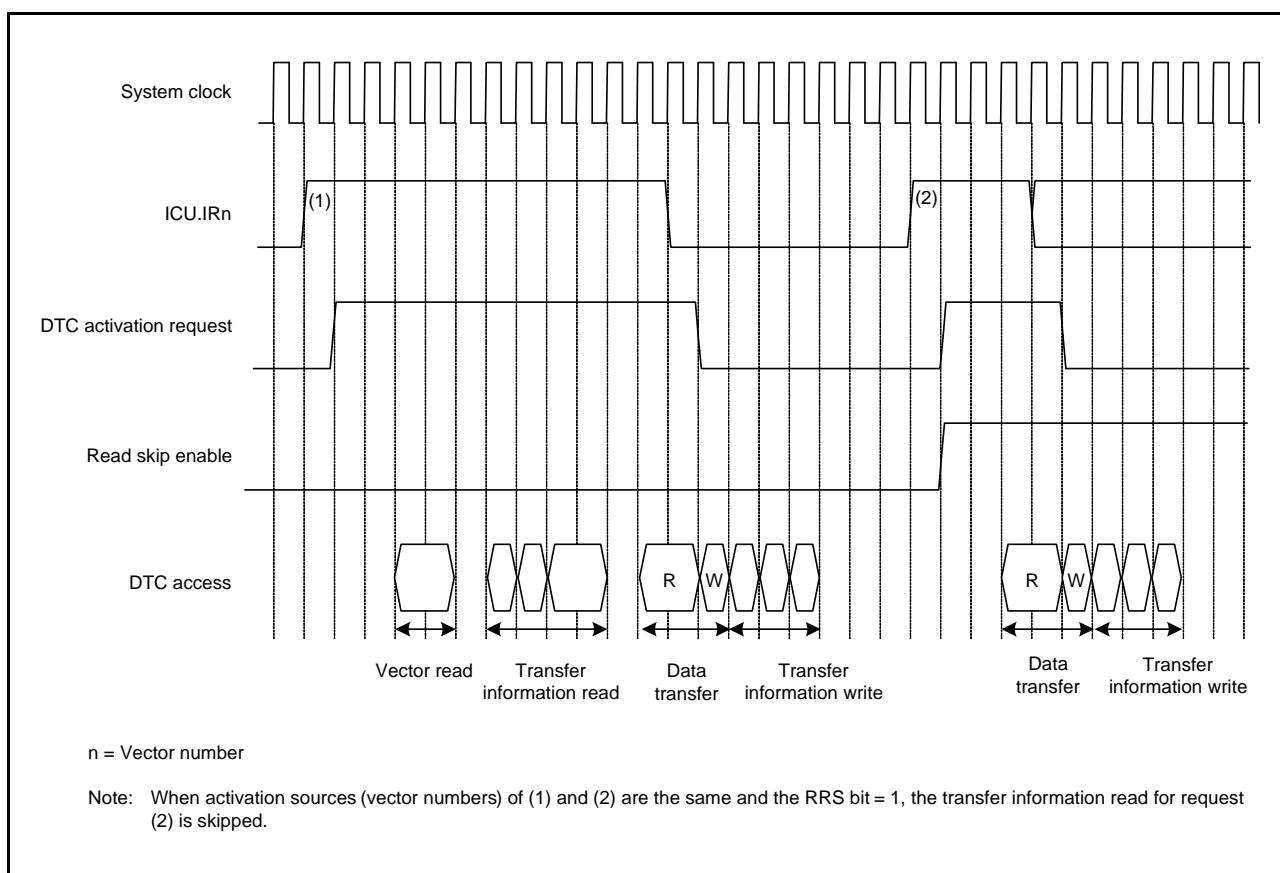 System clock
ICU.IRn
(1)
(2)
DTC activation request
Read skip enable
DTC access
R
W
R
W
Vector read
Transfer
information read
Data
transfer
Transfer
information write
Data
transfer
Transfer
information write
n = Vector number
Note: When activation sources (vector numbers) of (1) and (2) are the same and the RRS bit = 1, the transfer information read for request
(2) is skipped.